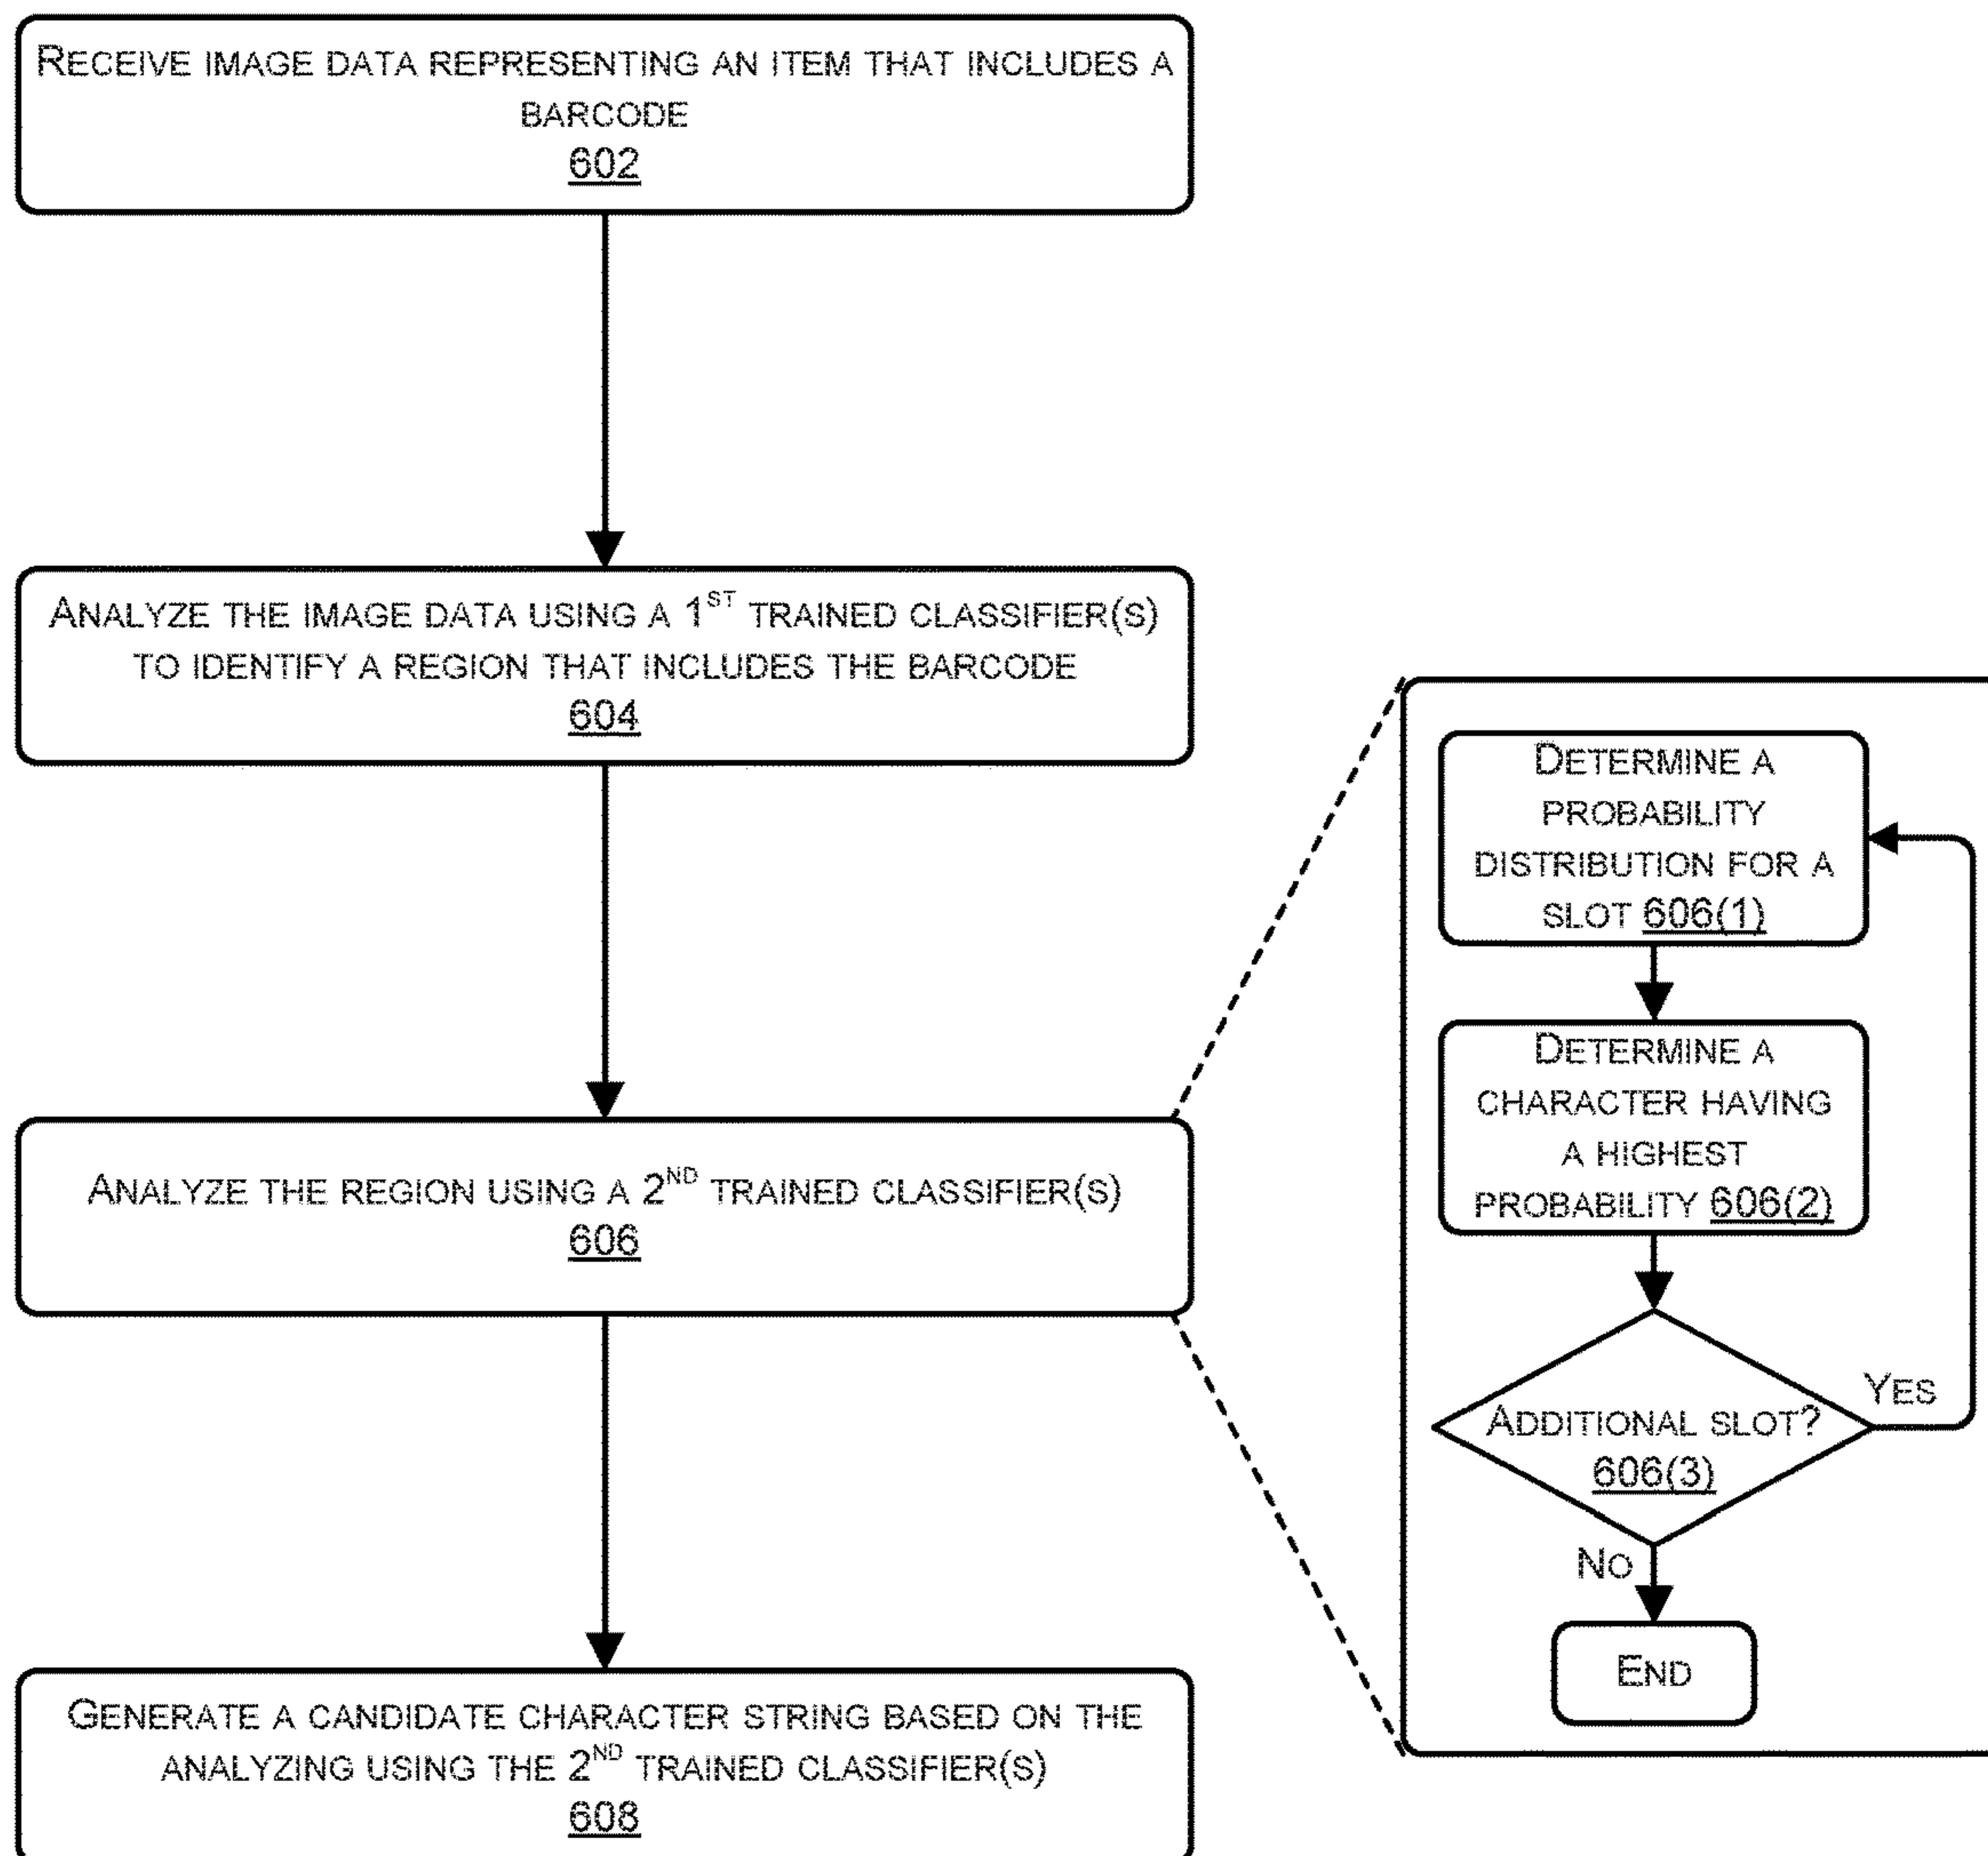 RECEIVE IMAGE DATA REPRESENTING AN ITEM THAT INCLUDES A
BARCODE
602
ANALYZE THE IMAGE DATA USING A 1ST TRAINED CLASSIFIER(S)
TO IDENTIFY A REGION THAT INCLUDES THE BARCODE
604
ANALYZE THE REGION USING A 2ND TRAINED CLASSIFIER(S)
606
GENERATE A CANDIDATE CHARACTER STRING BASED ON THE
ANALYZING USING THE 2ND TRAINED CLASSIFIER(S)
608
DETERMINE A
PROBABILITY
DISTRIBUTION FOR A
SLOT 606(1)
DETERMINE A
CHARACTER HAVING
A HIGHEST
PROBABILITY 606(2)
ADDITIONAL SLOT?
606(3)
YES
NO
END